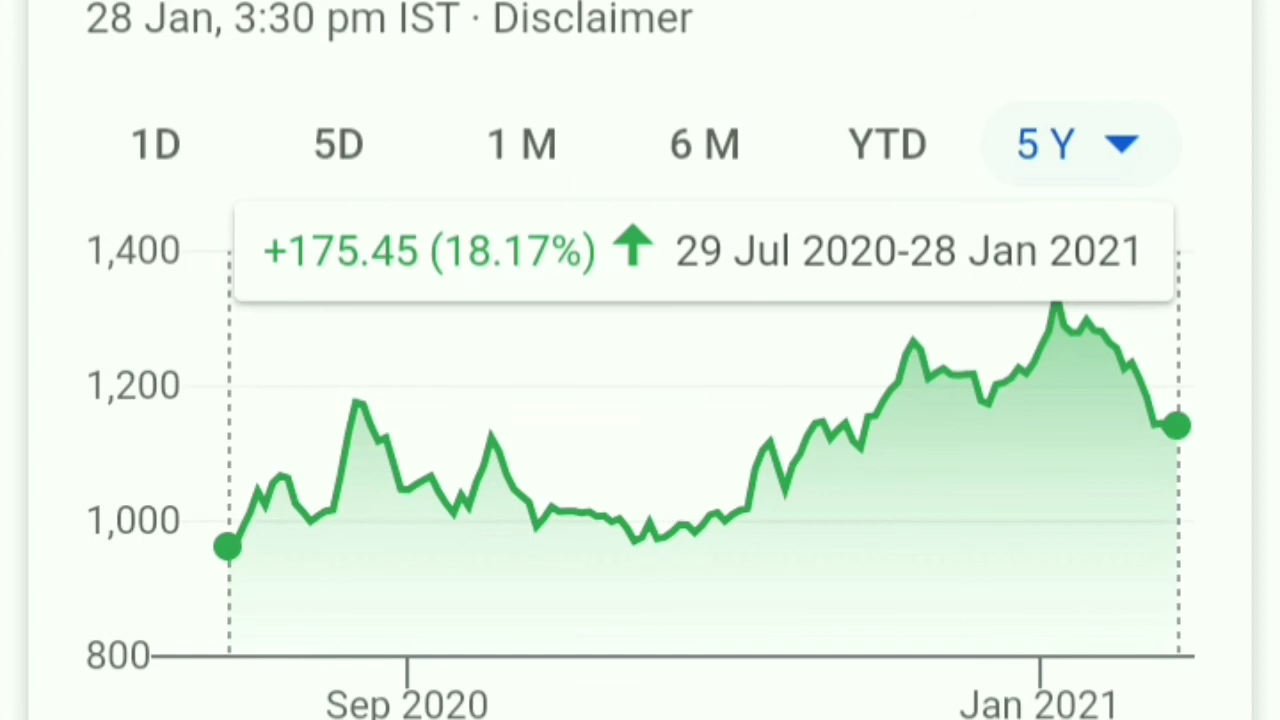 28 Jan, 3:30 pm IST · Disclaimer
1D 5D 1 M 6 M YTD 5 Y
+175.45 (18.17%) 29 Jul 2020-28 Jan 2021
1,400
1,200
1,000
800
Sep 2020 Jan 2021